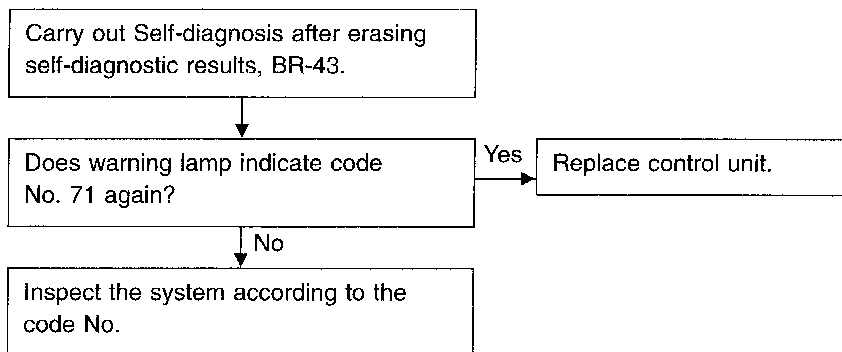 Carry out Self-diagnosis after erasing
self-diagnostic results, BR-43.
Does warning lamp indicate code
No. 71 again?
Yes
Replace control unit.
No
Inspect the system according to the
code No.